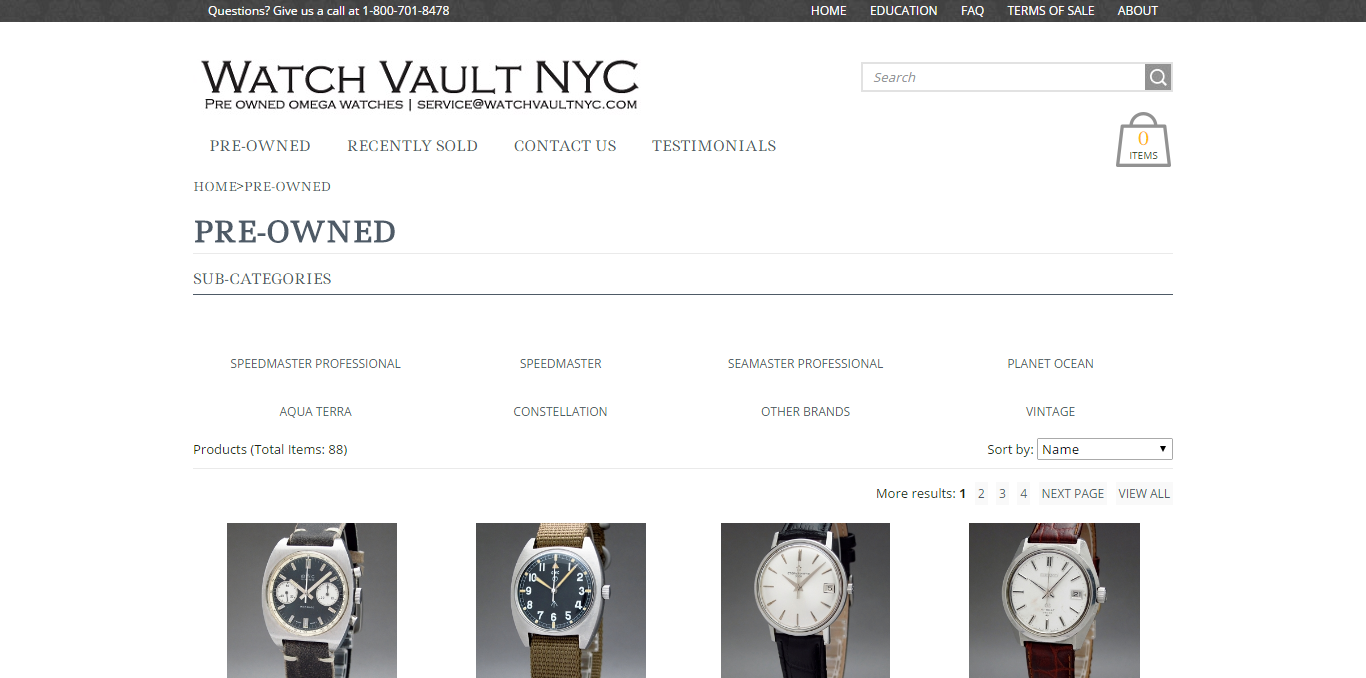 Questions? Give us a call at 1-800-701-8478
HOME EDUCATION FAQ TERMS OF SALE ABOUT
WATCH VAULT NYC
PRE OWNED OMEGA WATCHES | SERVICE@WATCHVAULTNYC.COM
Search
0
ITEMS
PRE-OWNED RECENTLY SOLD CONTACT US TESTIMONIALS
HOME>PRE-OWNED
PRE-OWNED
SUB-CATEGORIES
SPEEDMASTER PROFESSIONAL SPEEDMASTER SEAMASTER PROFESSIONAL PLANET OCEAN
AQUA TERRA CONSTELLATION OTHER BRANDS VINTAGE
Products (Total Items: 88)
Sort by: Name
More results: 1 2 3 4 NEXT PAGE VIEW ALL